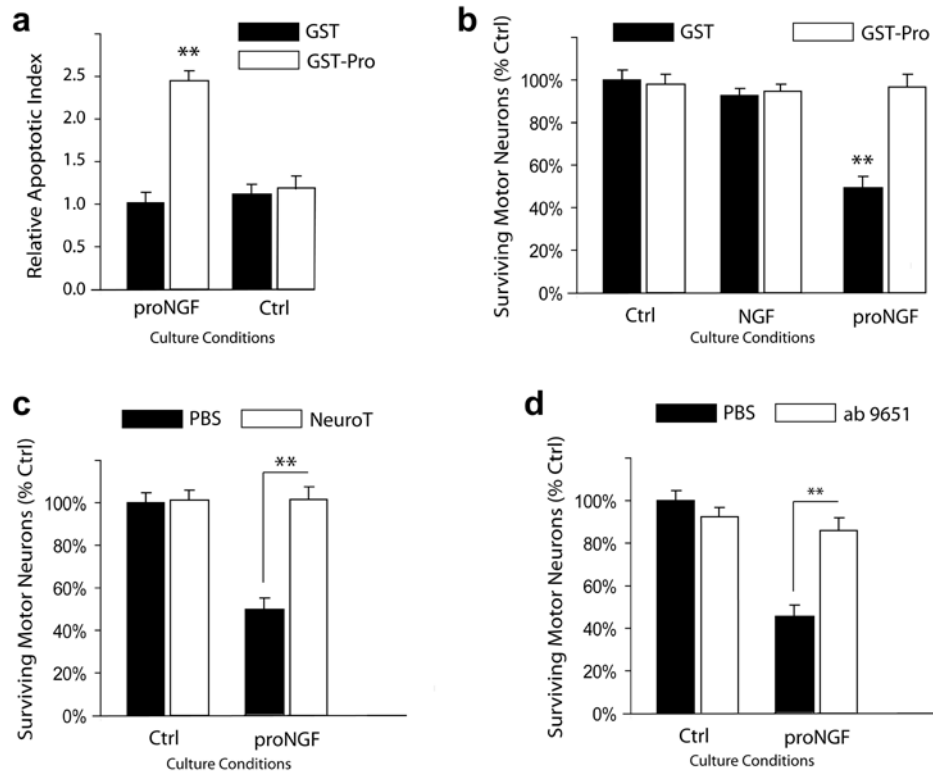 a
GST
GST-Pro
**
Relative Apoptotic Index
2.5
2.0
1.5
1.0
0.5
0.0
proNGF Ctrl
Culture Conditions
b
GST GST-Pro
Surviving Motor Neurons (% Ctrl)
100%
80%
60%
40%
20%
0%
**
Ctrl NGF proNGF
Culture Conditions
c
PBS NeuroT
Surviving Motor Neurons (% Ctrl)
**
100%
80%
60%
40%
20%
0%
Ctrl proNGF
Culture Conditions
d
PBS ab 9651
Surviving Motor Neurons (% Ctrl)
**
100%
80%
60%
40%
20%
0%
Ctrl proNGF
Culture Conditions